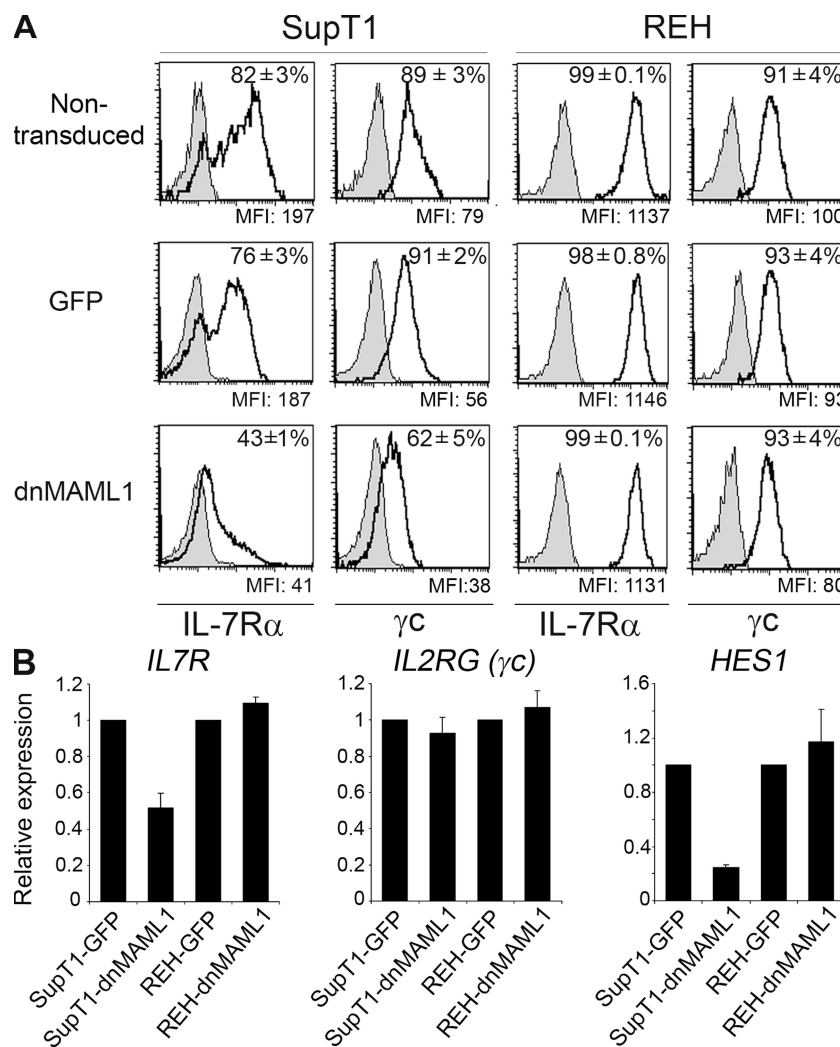 A SupT1 REH
Non-
transduced
82±3% 89±3% 99±0.1% 91±4%
MFI: 197 MFI: 79 MFI: 1137 MFI: 100
GFP
76±3% 91±2% 98±0.8% 93±4%
MFI: 187 MFI: 56 MFI: 1146 MFI: 93
dnMAML1
43±1% 62±5% 99±0.1% 93±4%
MFI: 41 MFI:38 MFI: 1131 MFI: 80
IL-7Rα γc IL-7Rα γc
B IL7R IL2RG (γc) HES1
Relative expression
1.2
1
0.8
0.6
0.4
0.2
0
SupT1-GFP
SupT1-dnMAML1
REH-GFP
REH-dnMAML1
1.2
1
0.8
0.6
0.4
0.2
0
SupT1-GFP
SupT1-dnMAML1
REH-GFP
REH-dnMAML1
1.6
1.2
0.8
0.4
0
SupT1-GFP
SupT1-dnMAML1
REH-GFP
REH-dnMAML1